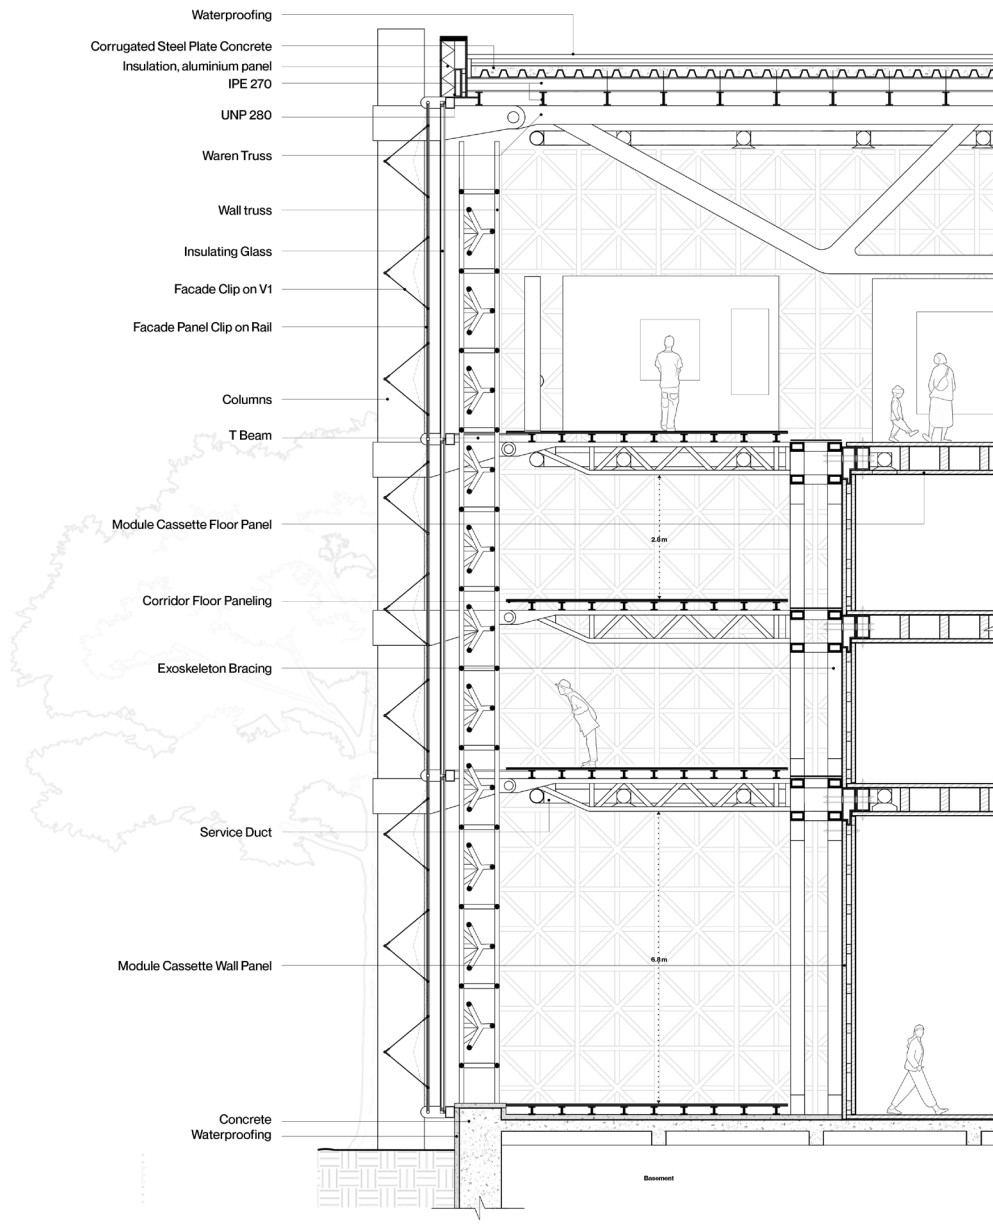 Waterproofing
Corrugated Steel Plate Concrete
Insulation, aluminium panel
IPE 270
UNP 280
Waren Truss
Wall truss
Insulating Glass
Facade Clip on V1
Facade Panel Clip on Rail
Columns
T Beam
Module Cassette Floor Panel
2.8m
Corridor Floor Paneling
Exoskeleton Bracing
Service Duct
6.8m
Module Cassette Wall Panel
Concrete
Waterproofing
Basement